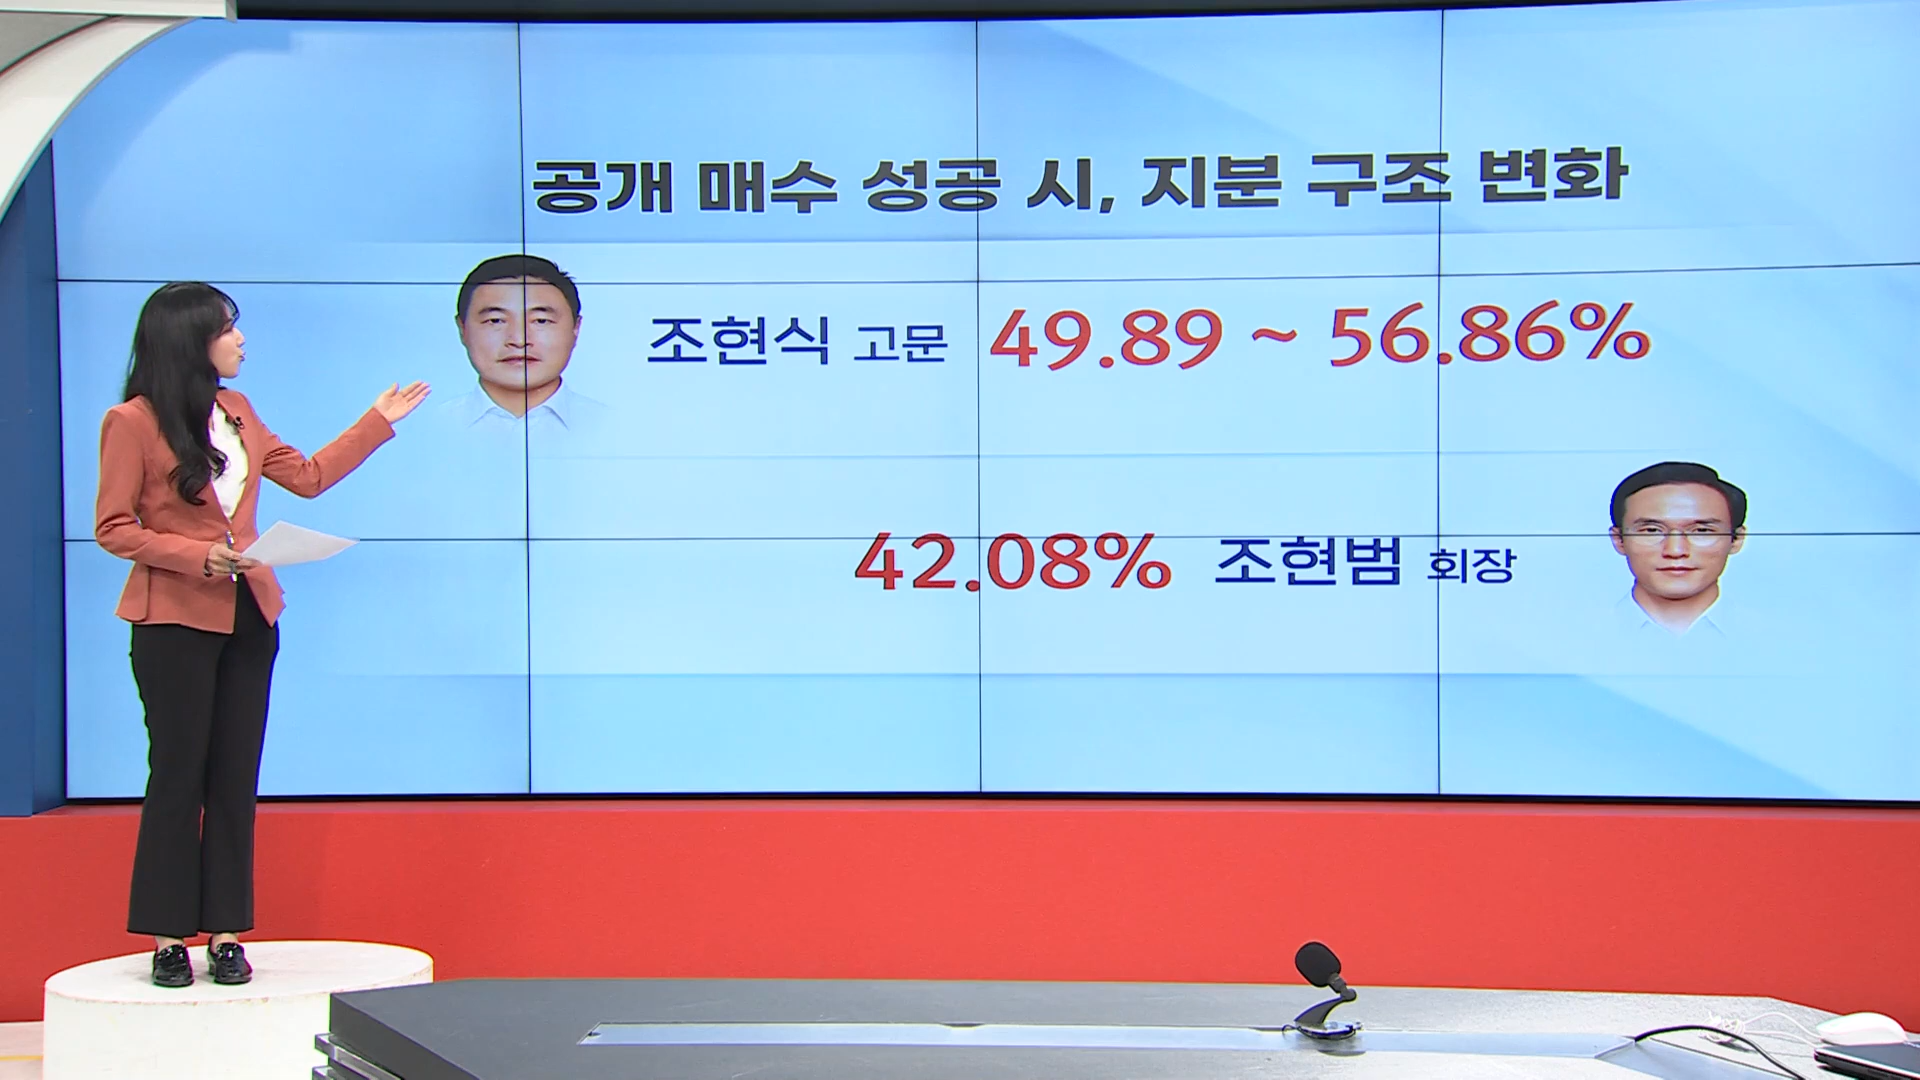 공개 매수 성공 시, 지분 구조 변화
조현식 고문 49.89 ~ 56.86%
42.08% 조현범 회장